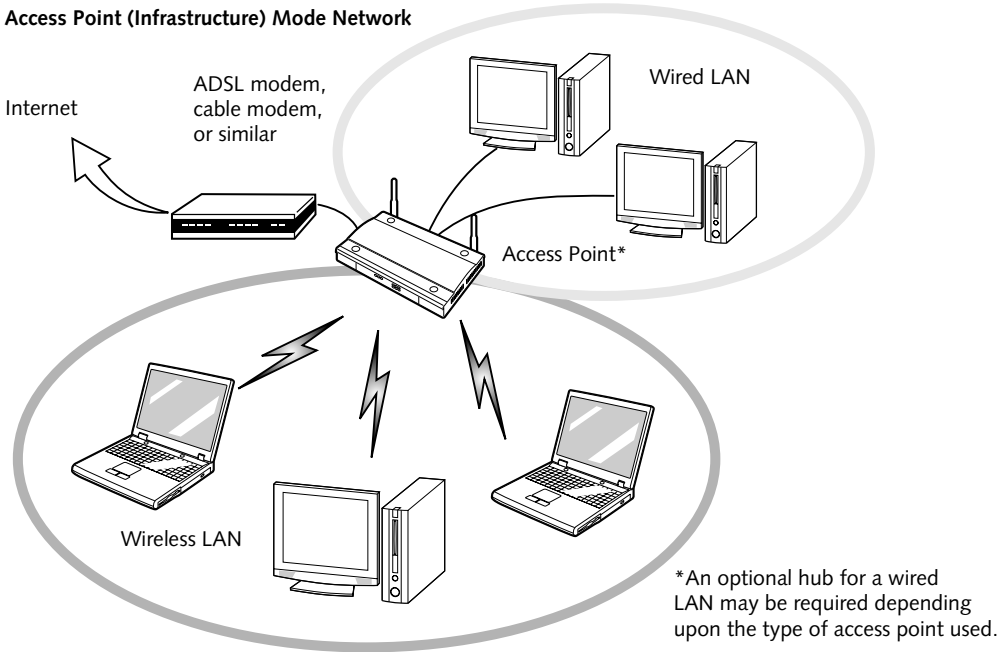 Access Point (Infrastructure) Mode Network
Internet
ADSL modem,
cable modem,
or similar
Wired LAN
Access Point*
Wireless LAN
*An optional hub for a wired
LAN may be required depending
upon the type of access point used.